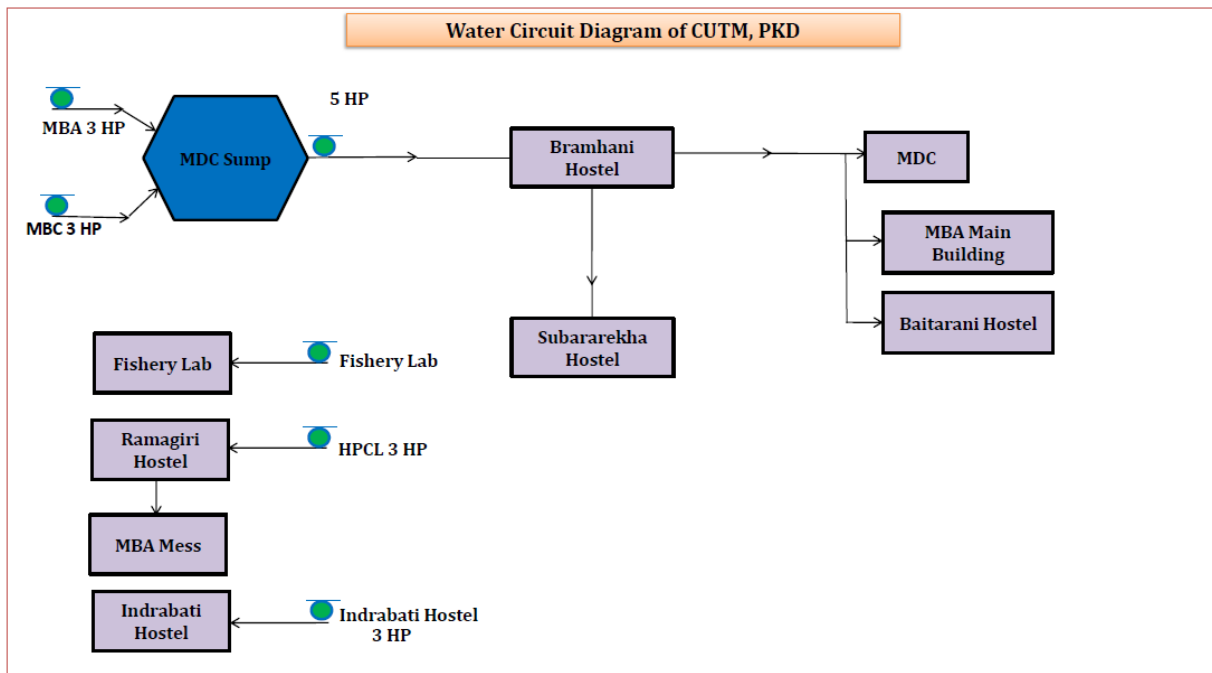 Water Circuit Diagram of CUTM, PKD
5 HP
MBA 3 HP
MDC Sump
MBC 3 HP
Bramhani
Hostel
MDC
MBA Main
Building
Baitarani Hostel
Subararekha
Hostel
Fishery Lab
Fishery Lab
Ramagiri
Hostel
HPCL 3 HP
MBA Mess
Indrabati
Hostel
Indrabati Hostel
3 HP